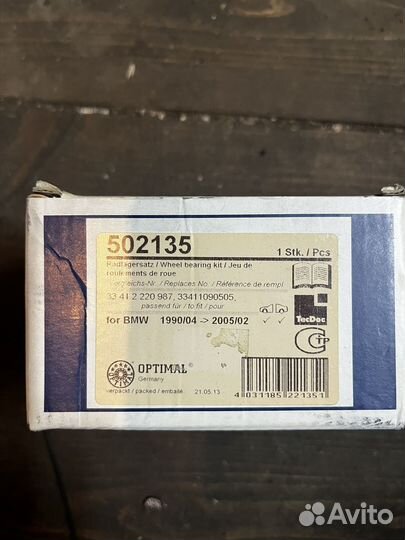 502135
1 Stk. / Pcs
Radlagersatz / Wheel bearing kit / Jeu de
roulements de roue
Vergleichs-Nr. / Replaces No. / Référence de rempl
33 41 2 220 987, 33411090505,
passend für / to fit / pour
for BMW 1990/04 -> 2005/02
TecDoc
C TP
OPTIMAL®
Germany
verpackt / packed / emballé 21.05.13
4 031185 221351
Avito